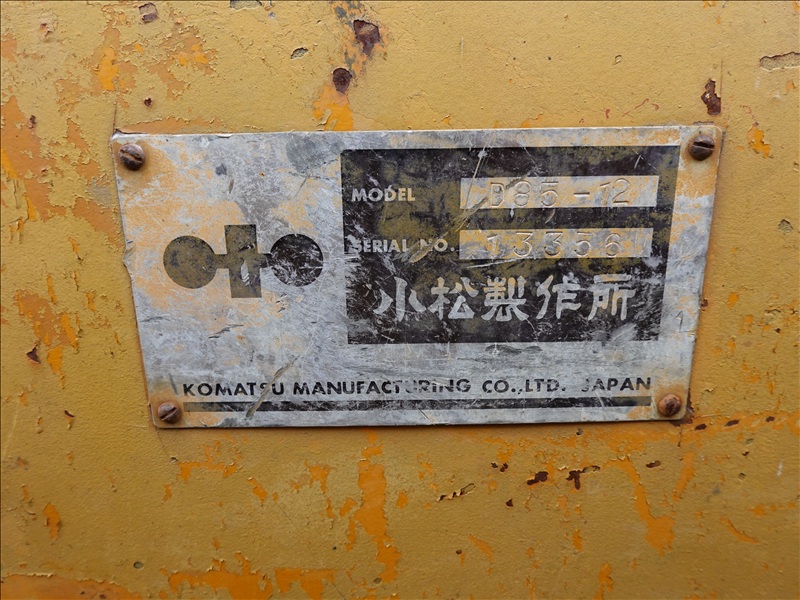 MODEL D85-12
SERIAL NO. 13356
小松製作所
KOMATSU MANUFACTURING CO.,LTD. JAPAN